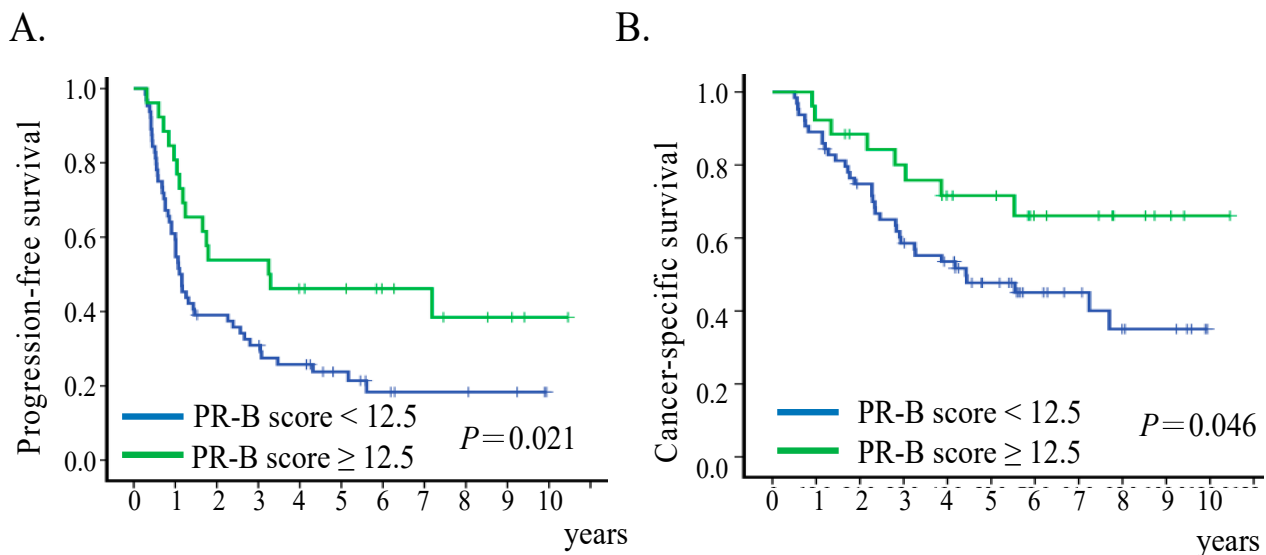 A.
Progression-free survival
1.0
0.8
0.6
0.4
0.2
0.0
PR-B score < 12.5
PR-B score ≥ 12.5
P=0.021
0 1 2 3 4 5 6 7 8 9 10
years
B.
Cancer-specific survival
1.0
0.8
0.6
0.4
0.2
0.0
PR-B score < 12.5
PR-B score ≥ 12.5
P=0.046
0 1 2 3 4 5 6 7 8 9 10
years